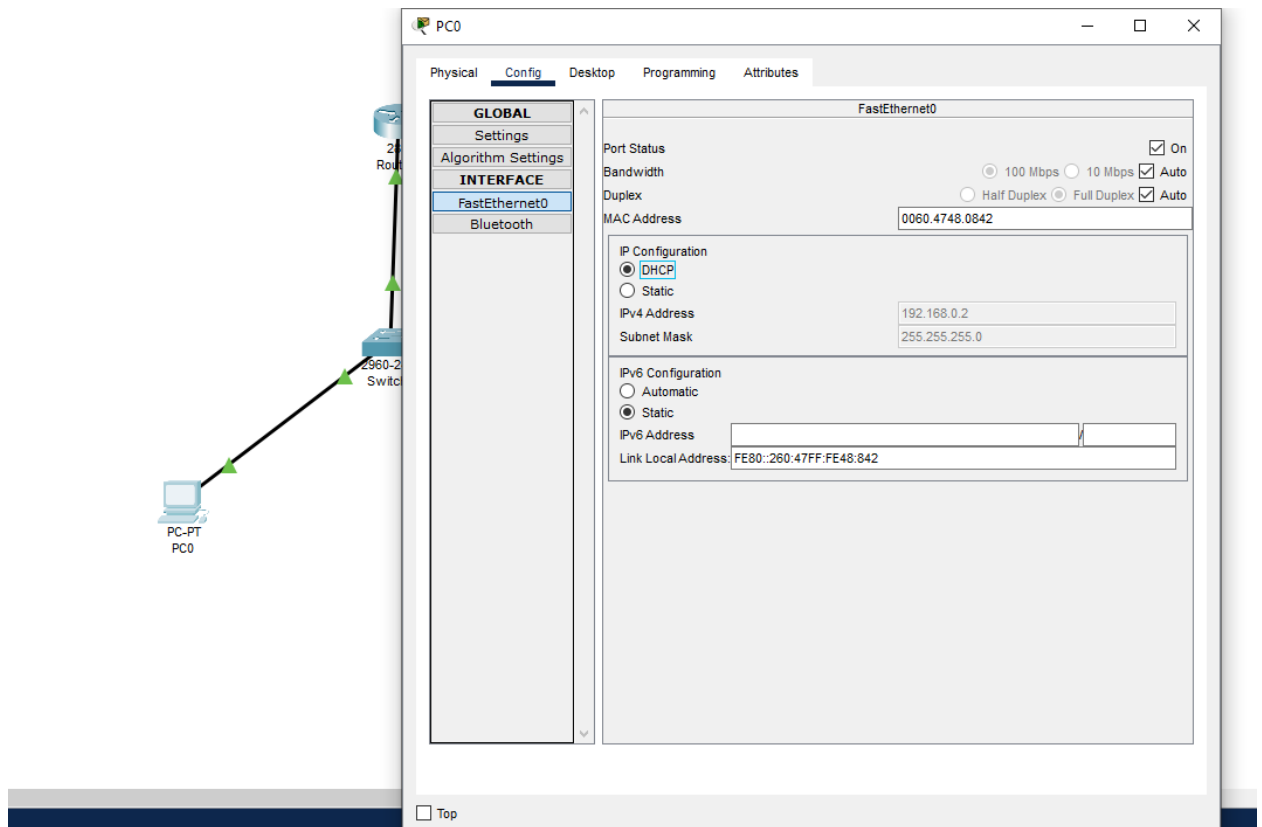 PC0
Physical Config Desktop Programming Attributes
GLOBAL
Settings
Algorithm Settings
INTERFACE
FastEthernet0
Bluetooth
FastEthernet0
Port Status On
Bandwidth 100 Mbps 10 Mbps Auto
Duplex Half Duplex Full Duplex Auto
MAC Address 0060.4748.0842
IP Configuration
DHCP
Static
IPv4 Address 192.168.0.2
Subnet Mask 255.255.255.0
IPv6 Configuration
Automatic
Static
IPv6 Address /
Link Local Address: FE80::260:47FF:FE48:842
Top
28
Rout
2960-2
Switc
PC-PT
PC0